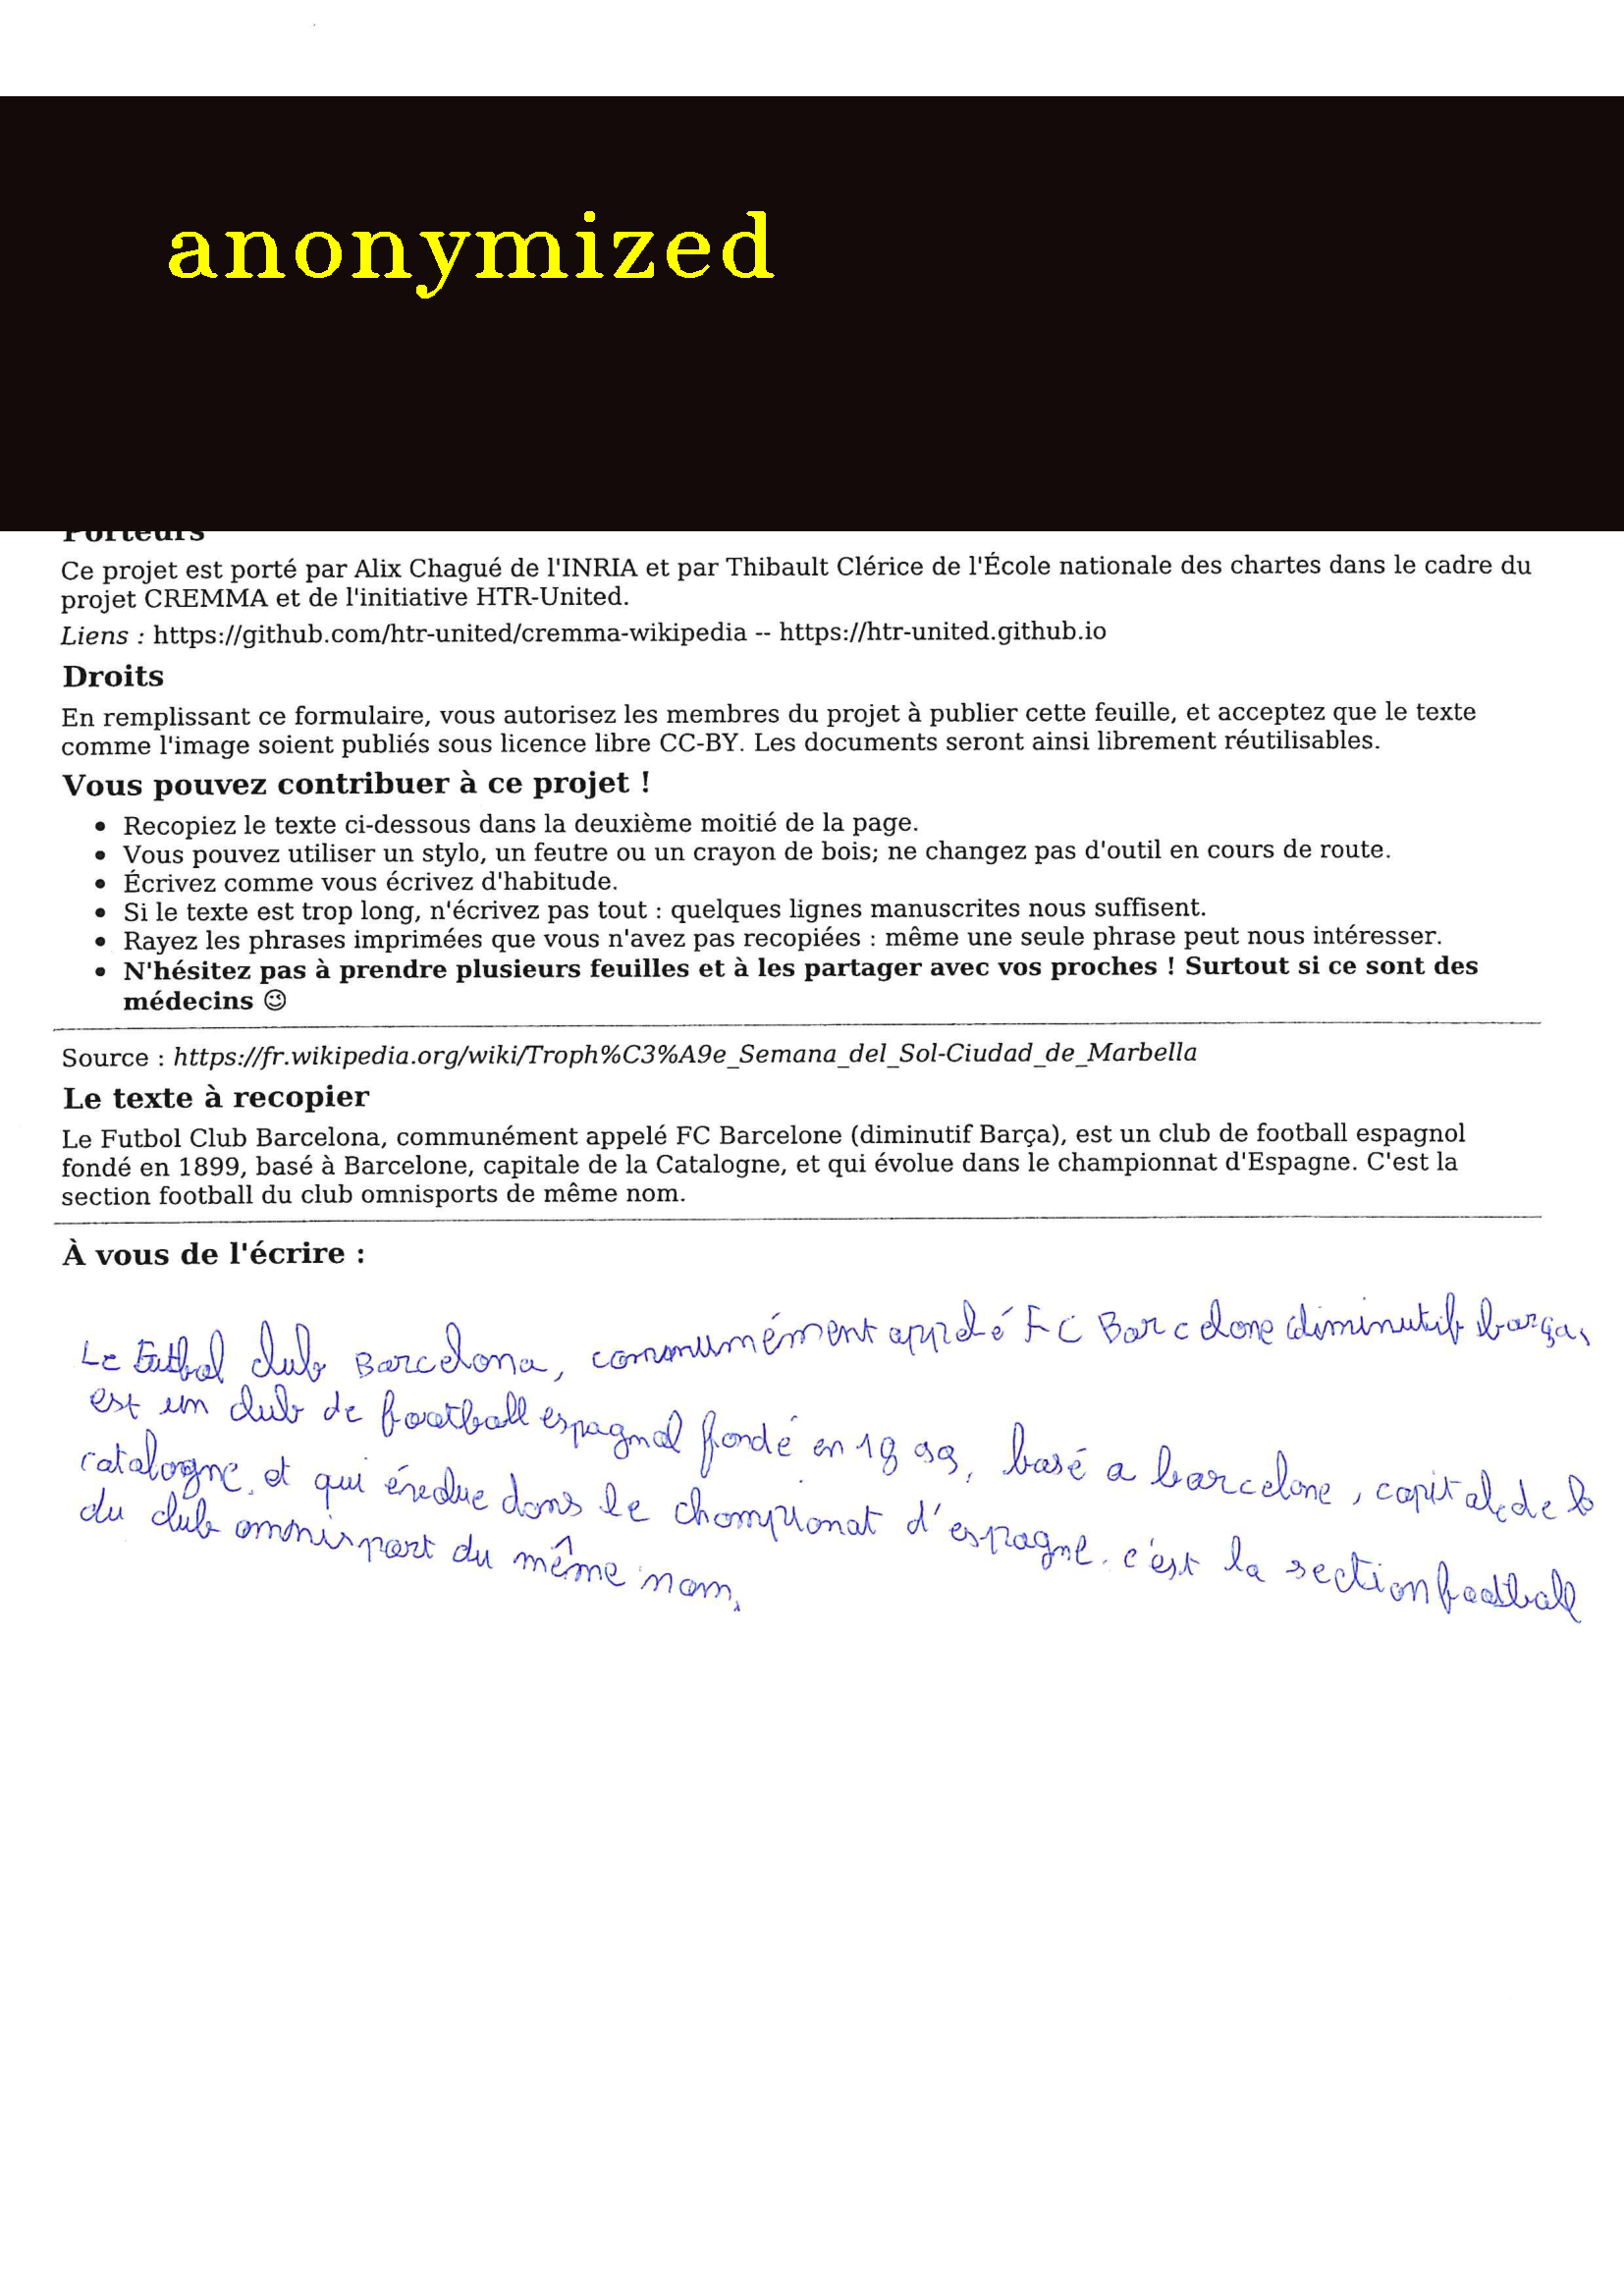 anonymized
Porteurs
Ce projet est porté par Alix Chagué de l'INRIA et par Thibault Clérice de l'École nationale des chartes dans le cadre du
projet CREMMA et de l'initiative HTR-United.
Liens : https://github.com/htr-united/cremma-wikipedia -- https://htr-united.github.io
Droits
En remplissant ce formulaire, vous autorisez les membres du projet à publier cette feuille, et acceptez que le texte
comme l'image soient publiés sous licence libre CC-BY. Les documents seront ainsi librement réutilisables.
Vous pouvez contribuer à ce projet !
• Recopiez le texte ci-dessous dans la deuxième moitié de la page.
• Vous pouvez utiliser un stylo, un feutre ou un crayon de bois; ne changez pas d'outil en cours de route.
• Écrivez comme vous écrivez d'habitude.
• Si le texte est trop long, n'écrivez pas tout : quelques lignes manuscrites nous suffisent.
• Rayez les phrases imprimées que vous n'avez pas recopiées : même une seule phrase peut nous intéresser.
• N'hésitez pas à prendre plusieurs feuilles et à les partager avec vos proches ! Surtout si ce sont des
médecins 😉
Source : https://fr.wikipedia.org/wiki/Troph%C3%A9e_Semana_del_Sol-Ciudad_de_Marbella
Le texte à recopier
Le Futbol Club Barcelona, communément appelé FC Barcelone (diminutif Barça), est un club de football espagnol
fondé en 1899, basé à Barcelone, capitale de la Catalogne, et qui évolue dans le championnat d'Espagne. C'est la
section football du club omnisports de même nom.
À vous de l'écrire :
Le Futbol club Barcelona, communément appelé FC Barcelone (diminutif barça,
est un club de football espagnol fondé en 1899, basé a barcelone, capitale de la
catalogne, et qui évolue dans le championat d'espagne. c'est la section football
du club omnispart du même nom.